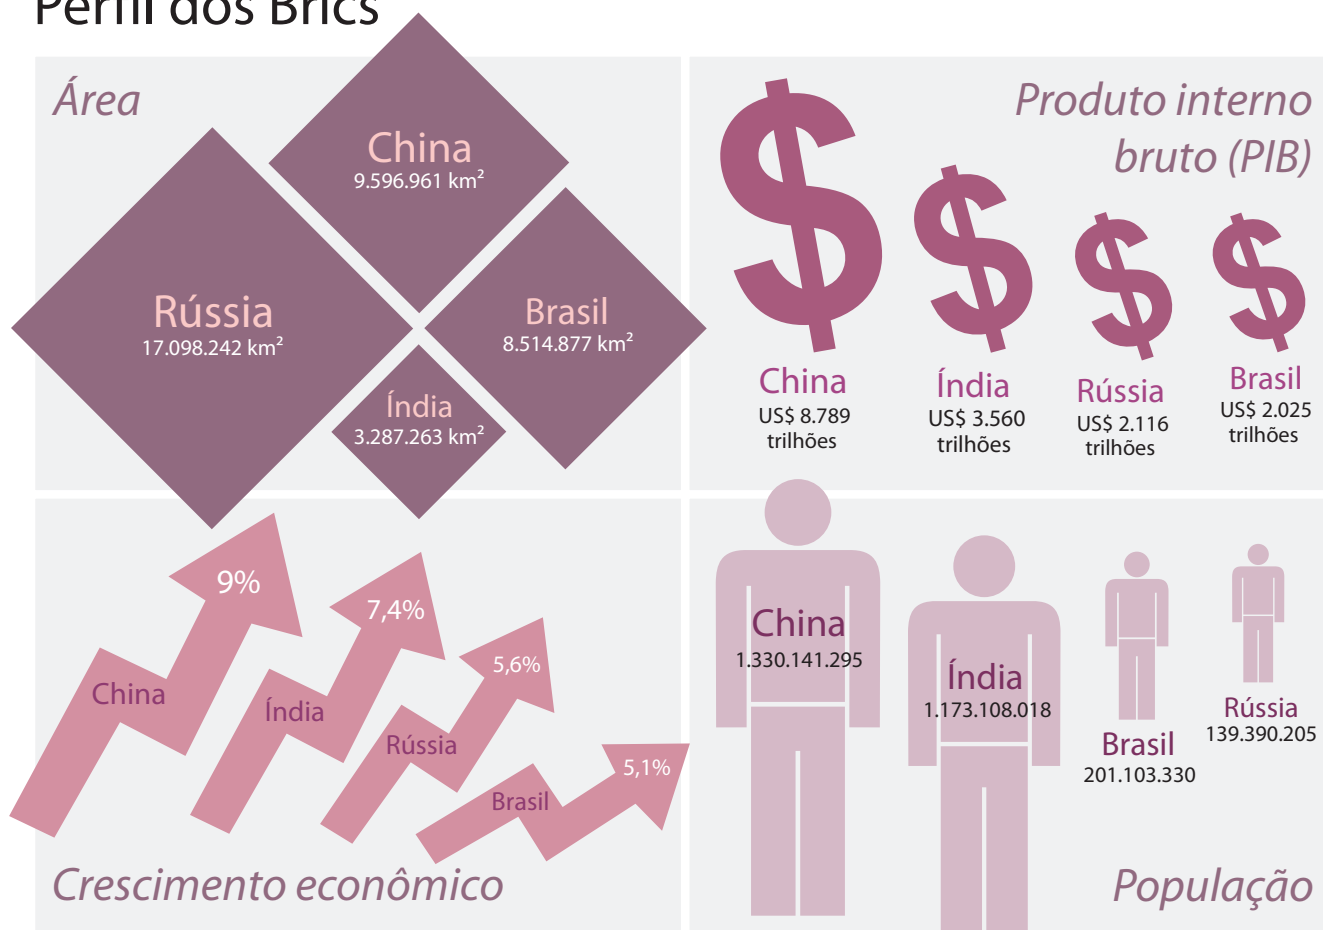 Perfil dos Brics
Área
China
9.596.961 km²
Rússia
17.098.242 km²
Brasil
8.514.877 km²
Índia
3.287.263 km²
Produto interno
bruto (PIB)
China
US$ 8.789
trilhões
Índia
US$ 3.560
trilhões
Rússia
US$ 2.116
trilhões
Brasil
US$ 2.025
trilhões
9%
China
7,4%
Índia
5,6%
Rússia
5,1%
Brasil
Crescimento econômico
China
1.330.141.295
Índia
1.173.108.018
Brasil
201.103.330
Rússia
139.390.205
População